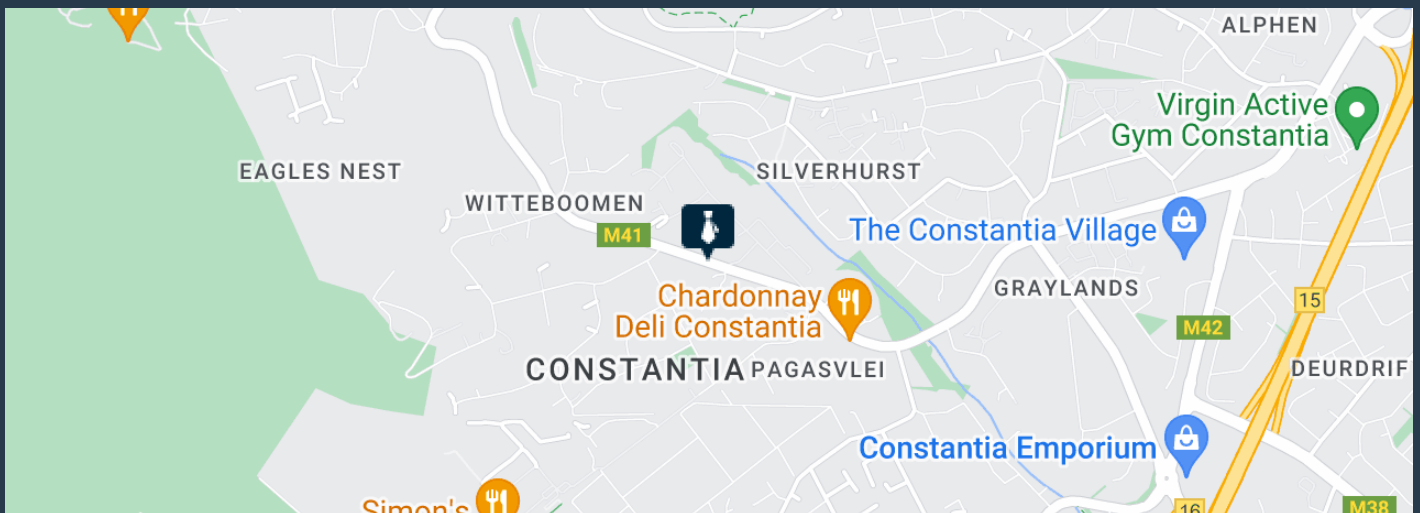 ALPHEN
Virgin Active
Gym Constantia
EAGLES NEST
SILVERHURST
WITTEBOOMEN
M41
The Constantia Village
Chardonnay
Deli Constantia
GRAYLANDS
15
M42
CONSTANTIA
PAGASVLEI
DEURDRIF
Constantia Emporium
Simon's
16
M38